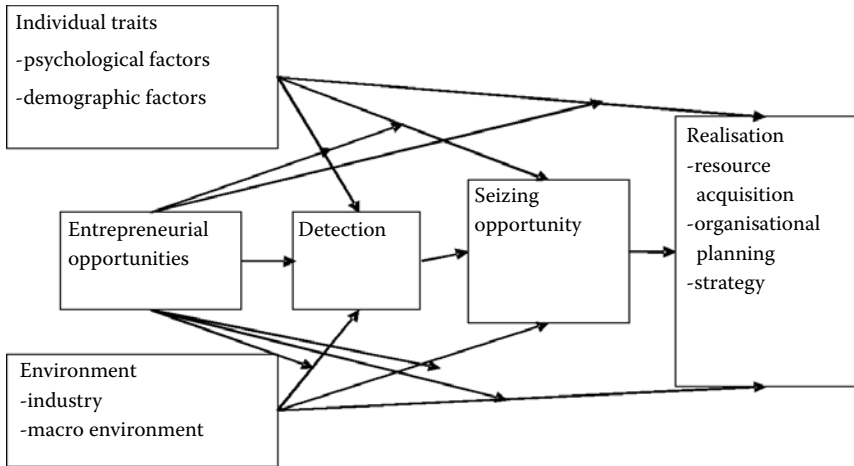 Individual traits
-psychological factors
-demographic factors
Entrepreneurial
opportunities
Detection
Seizing
opportunity
Realisation
-resource
acquisition
-organisational
planning
-strategy
Environment
-industry
-macro environment